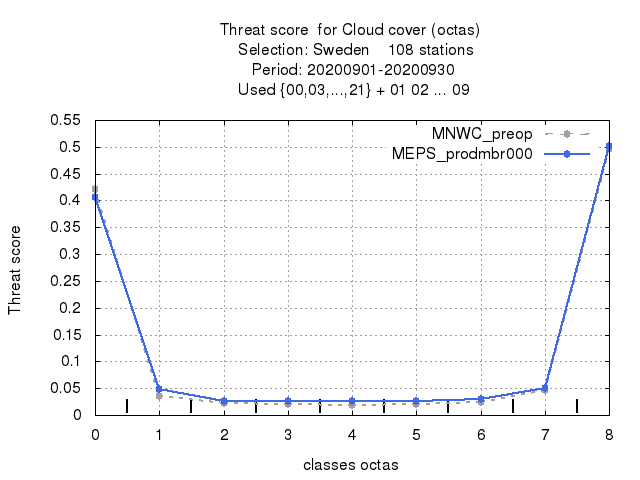 Threat score  for Cloud cover (octas)
Selection: Sweden    108 stations
Period: 20200901-20200930
Used {00,03,...,21} + 01 02 ... 09
MNWC_preop
MEPS_prodmbr000
Threat score
0.55
0.5
0.45
0.4
0.35
0.3
0.25
0.2
0.15
0.1
0.05
0
0 1 2 3 4 5 6 7 8
classes octas